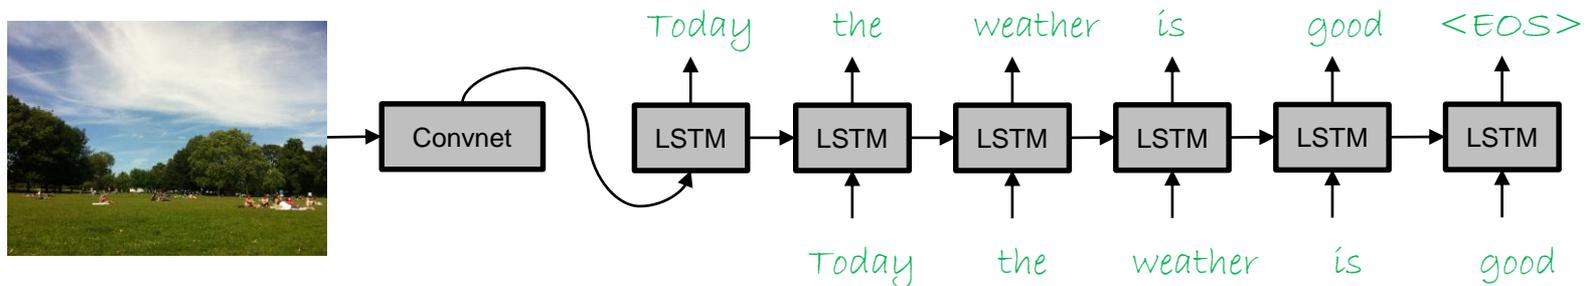 Today the weather is good <EOS>
Convnet LSTM LSTM LSTM LSTM LSTM LSTM
Today the weather is good